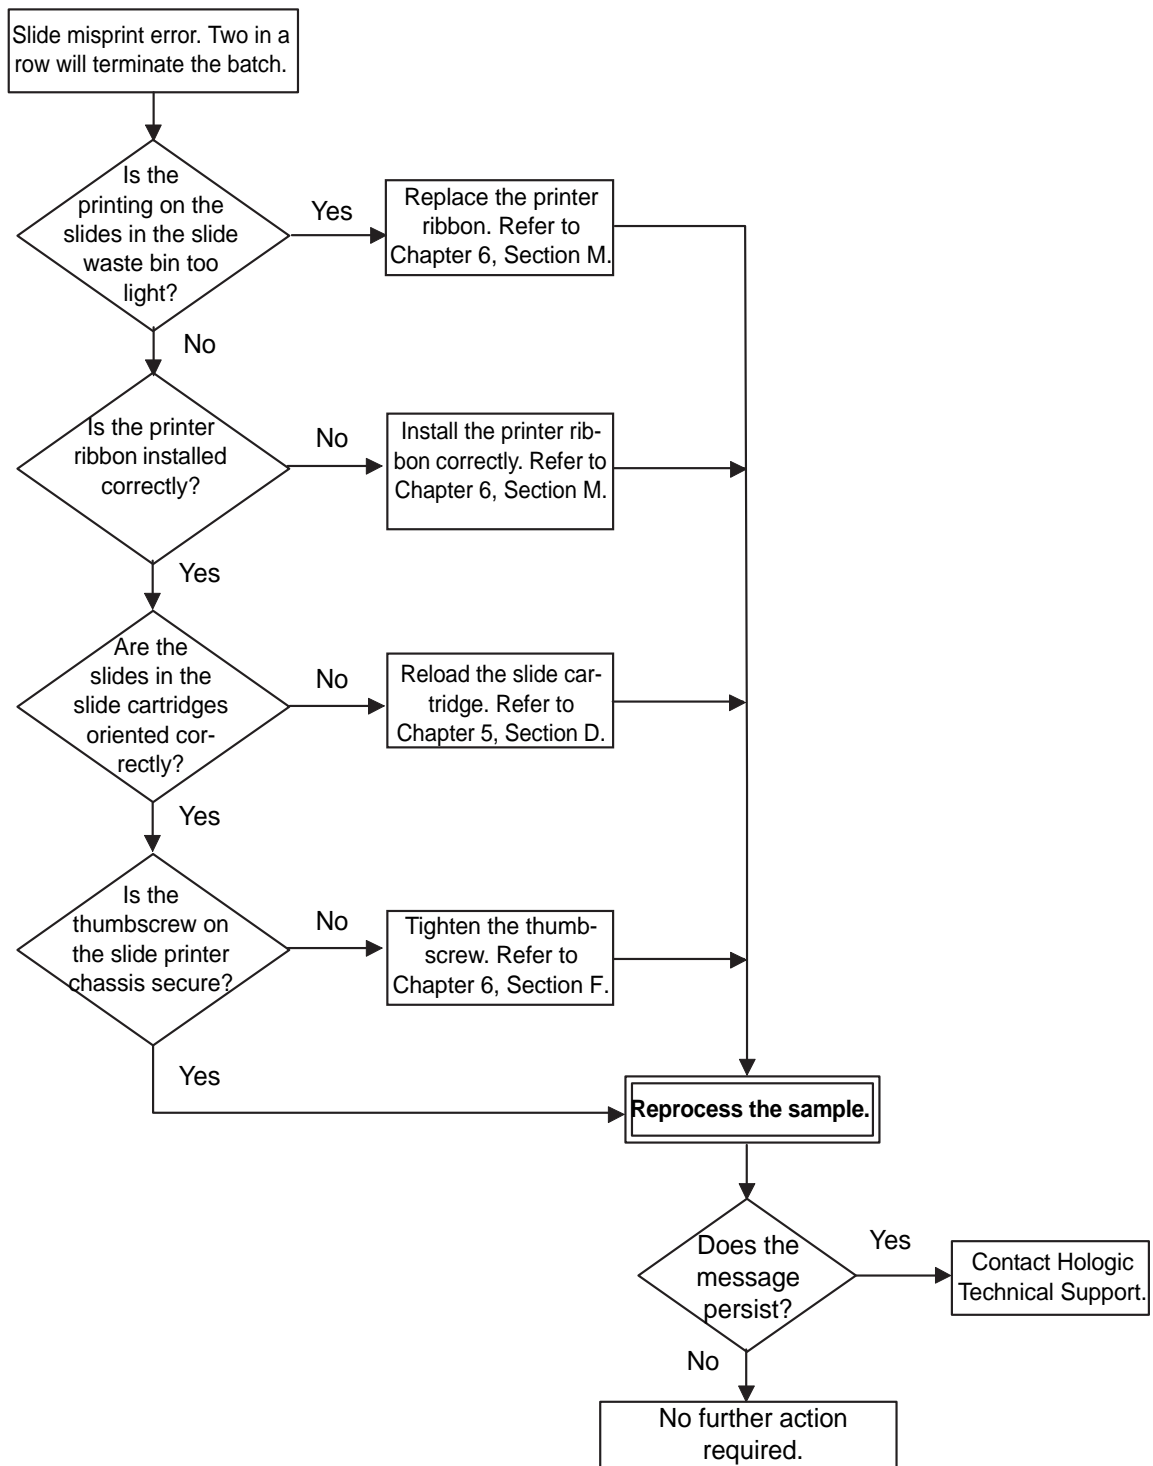 Slide misprint error. Two in a
row will terminate the batch.
Is the
printing on the
slides in the slide
waste bin too
light?
Yes
Replace the printer
ribbon. Refer to
Chapter 6, Section M.
No
Is the printer
ribbon installed
correctly?
No
Install the printer rib-
bon correctly. Refer to
Chapter 6, Section M.
Yes
Are the
slides in the
slide cartridges
oriented cor-
rectly?
No
Reload the slide car-
tridge. Refer to
Chapter 5, Section D.
Yes
Is the
thumbscrew on
the slide printer
chassis secure?
No
Tighten the thumb-
screw. Refer to
Chapter 6, Section F.
Yes
Reprocess the sample.
Does the
message
persist?
Yes
Contact Hologic
Technical Support.
No
No further action
required.